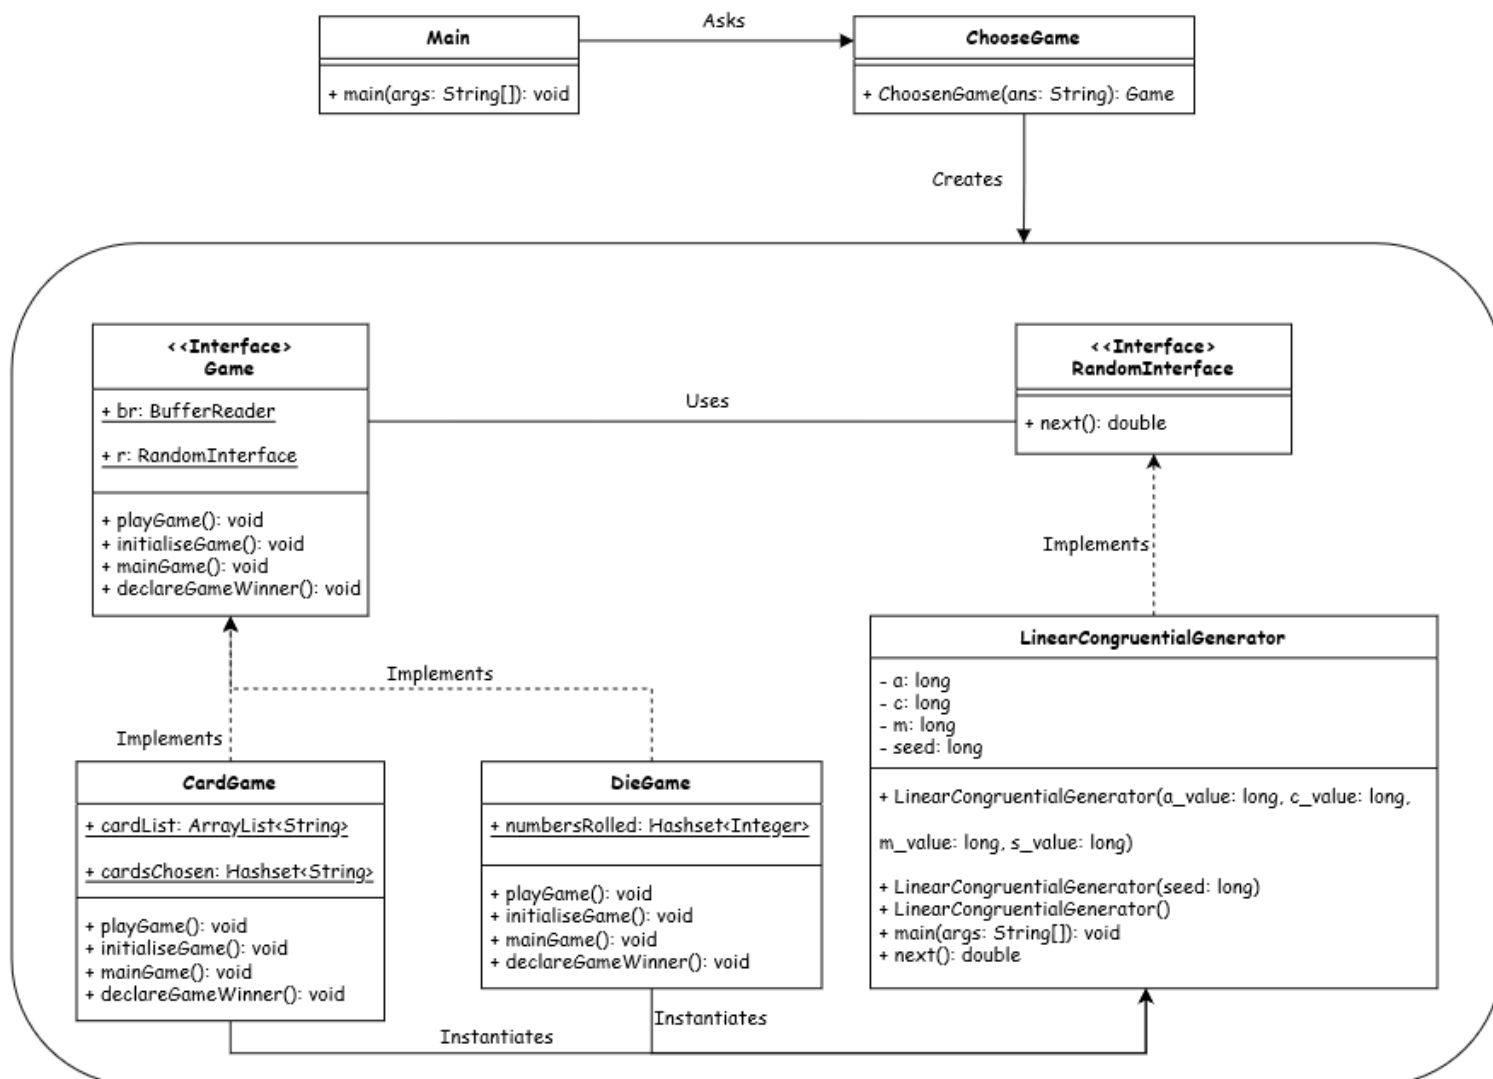 Asks
Main
+ main(args: String[]): void
ChooseGame
+ ChoosenGame(ans: String): Game
Creates
<<Interface>
Game
+ br: BufferReader
+ r: RandomInterface
+ playGame(): void
+ initialiseGame(): void
+ mainGame(): void
+ declareGameWinner(): void
Uses
<<Interface>
RandomInterface
+ next(): double
Implements
Implements
Implements
CardGame
+ cardList: ArrayList<String>
+ cardsChosen: Hashset<String>
+ playGame(): void
+ initialiseGame(): void
+ mainGame(): void
+ declareGameWinner(): void
DieGame
+ numbersRolled: Hashset<Integer>
+ playGame(): void
+ initialiseGame(): void
+ mainGame(): void
+ declareGameWinner(): void
LinearCongruentialGenerator
- a: long
- c: long
- m: long
- seed: long
+ LinearCongruentialGenerator(a_value: long, c_value: long,
m_value: long, s_value: long)
+ LinearCongruentialGenerator(seed: long)
+ LinearCongruentialGenerator()
+ main(args: String[]): void
+ next(): double
Instantiates
Instantiates